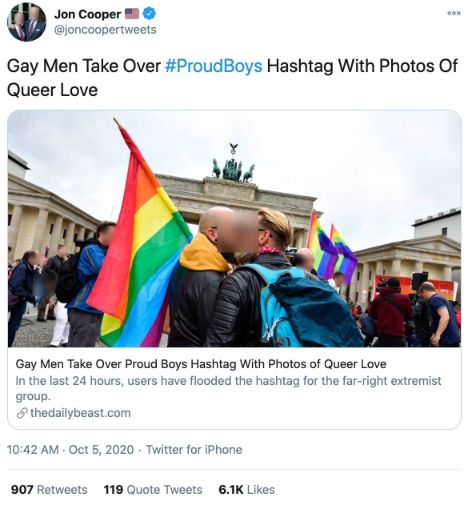 Jon Cooper
@joncoopertweets
Gay Men Take Over #ProudBoys Hashtag With Photos Of
Queer Love
Gay Men Take Over Proud Boys Hashtag With Photos of Queer Love
In the last 24 hours, users have flooded the hashtag for the far-right extremist
group.
thedailybeast.com
10:42 AM · Oct 5, 2020 · Twitter for iPhone
907 Retweets 119 Quote Tweets 6.1K Likes